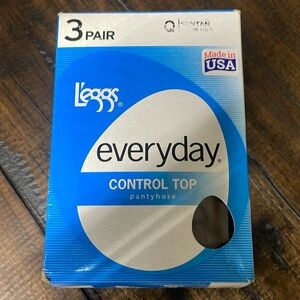 3 PAIR
Q SUNTAN
Made in
USA
L'eggs®
everyday®
CONTROL TOP
pantyhose